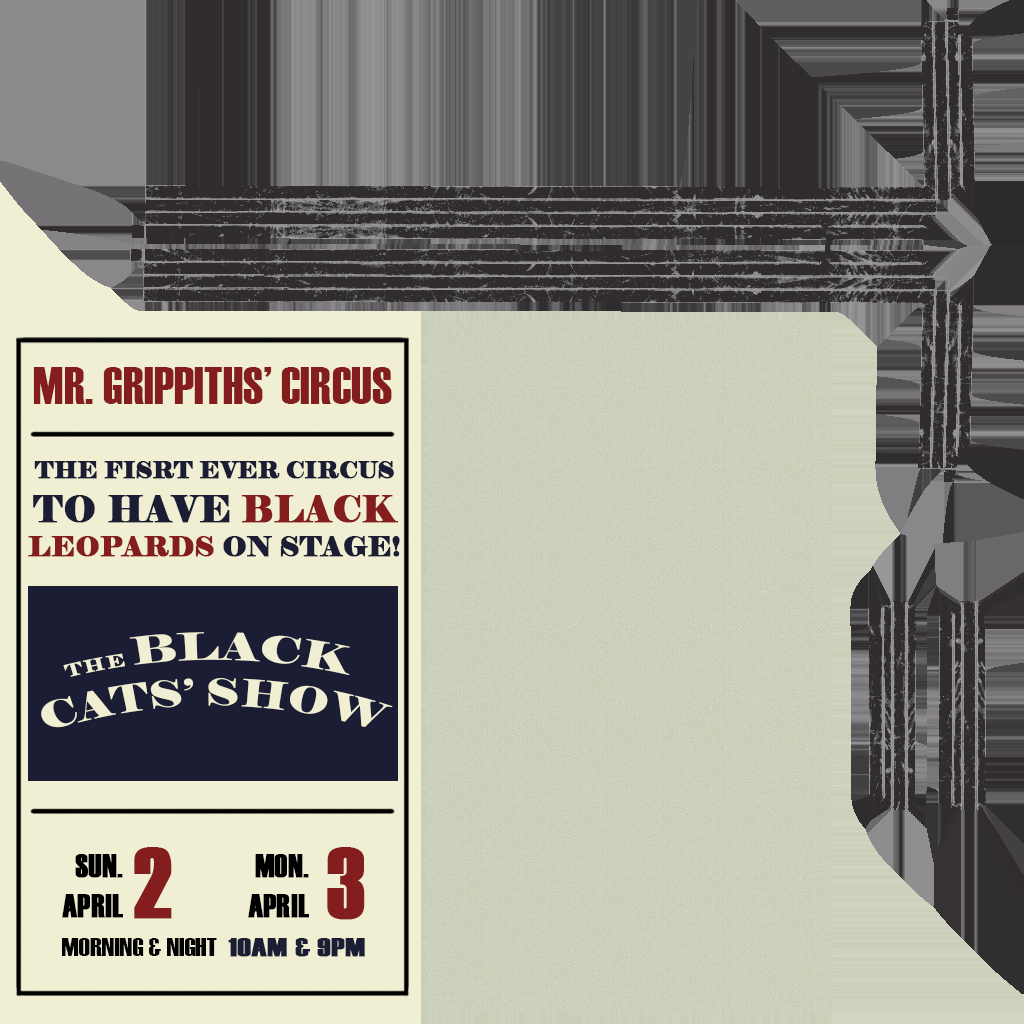 MR. GRIPPITHS' CIRCUS
THE FISRT EVER CIRCUS
TO HAVE BLACK
LEOPARDS ON STAGE!
THE BLACK
CATS' SHOW
SUN. APRIL 2
MON. APRIL 3
MORNING & NIGHT 10AM & 9PM